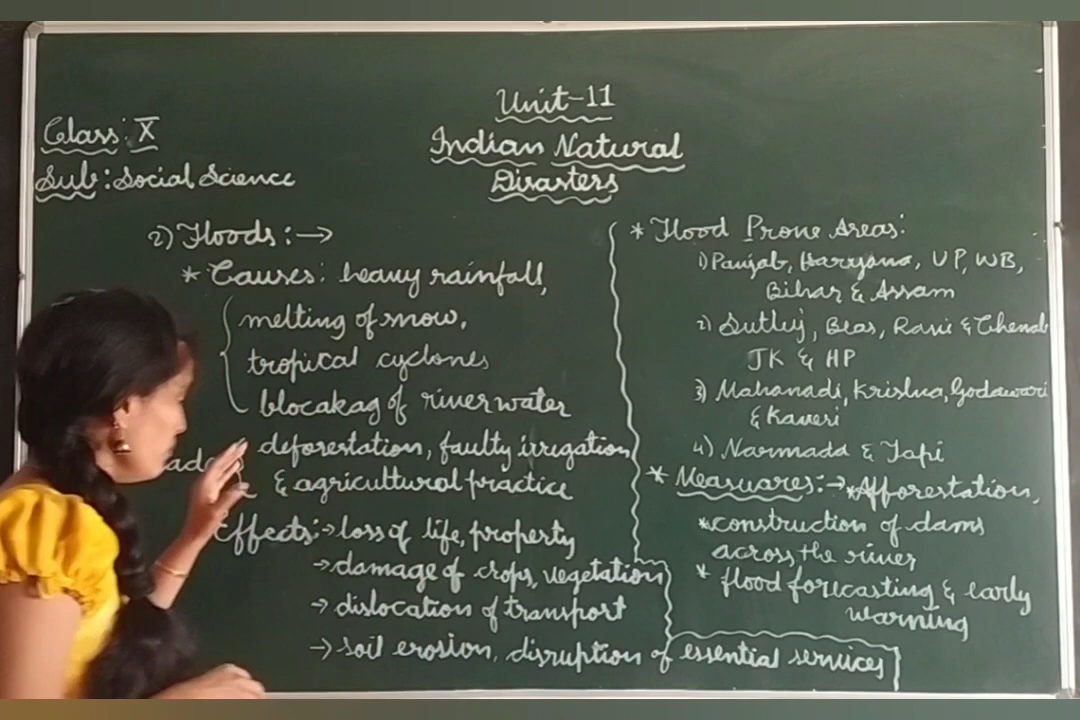 Unit-11
Indian Natural
Disasters
Class: X
Sub: Social Science
2) Floods:→
* Causes: heavy rainfall,
melting of snow,
tropical cyclones
blocakag of river water
deforestation, faulty irrigation
& agricultural practice
Effects:→ loss of life, property
→ damage of crops, vegetation
→ dislocation of transport
→ soil erosion, disruption of essential services
* Flood Prone Areas:
1) Panjab, Haryana, UP, WB,
Bihar & Assam
2) Sutlej, Beas, Ravi & Chenab
JK & HP
3) Mahanadi, Krishna, Godawari
& Kaveri
4) Narmada & Tapi
* Measuares:→ *Afforestation,
*construction of dams
across, the river
* flood forecasting & early
warning